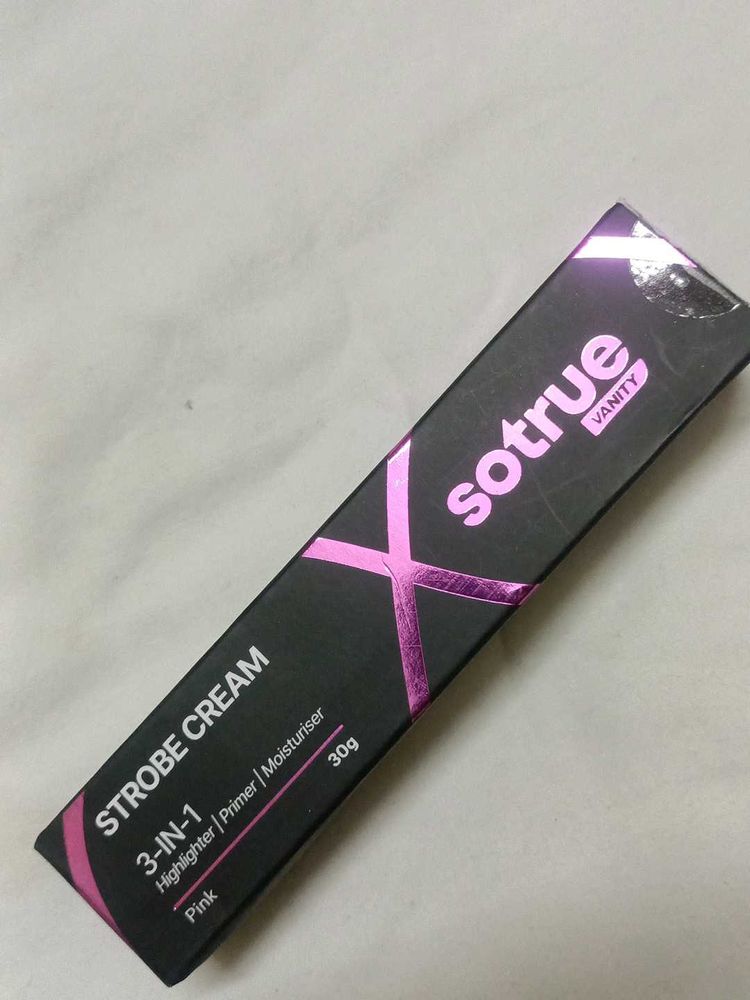 sotrue
VANITY
STROBE CREAM
3-IN-1
Highlighter | Primer | Moisturiser
30g
Pink